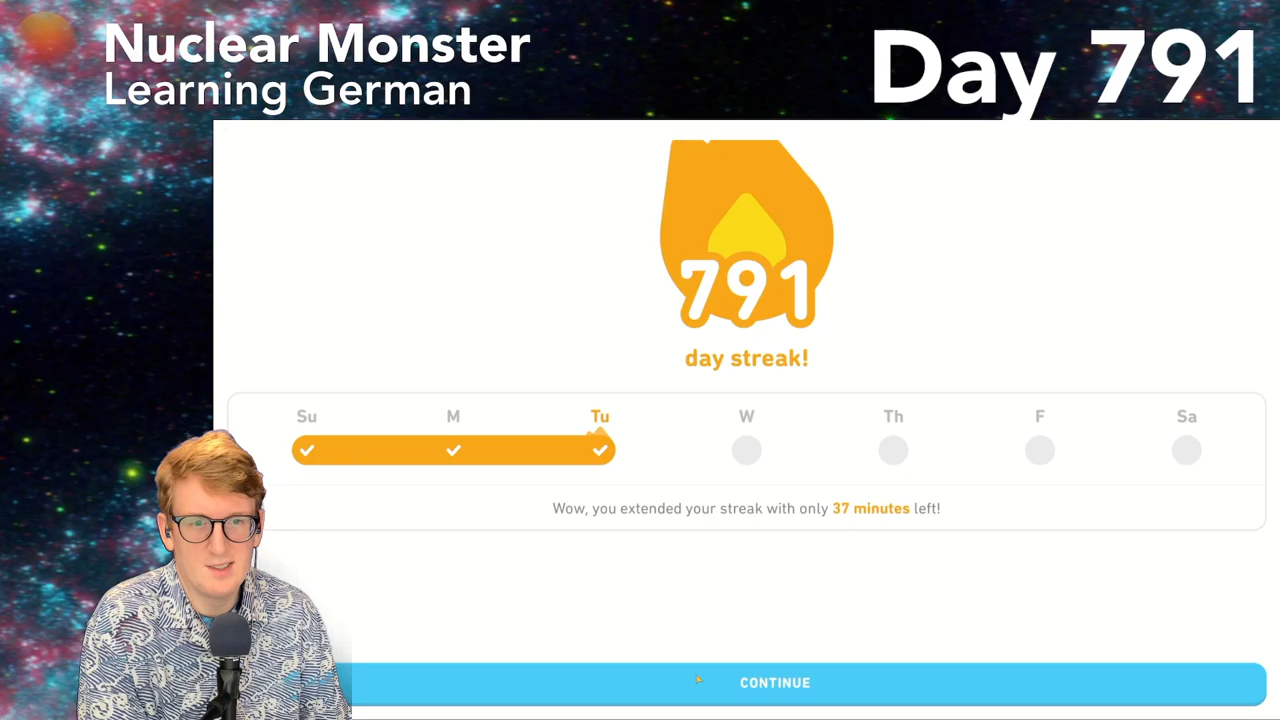 Nuclear Monster
Learning German
Day 791
791
day streak!
Su M Tu W Th F Sa
Wow, you extended your streak with only 37 minutes left!
CONTINUE